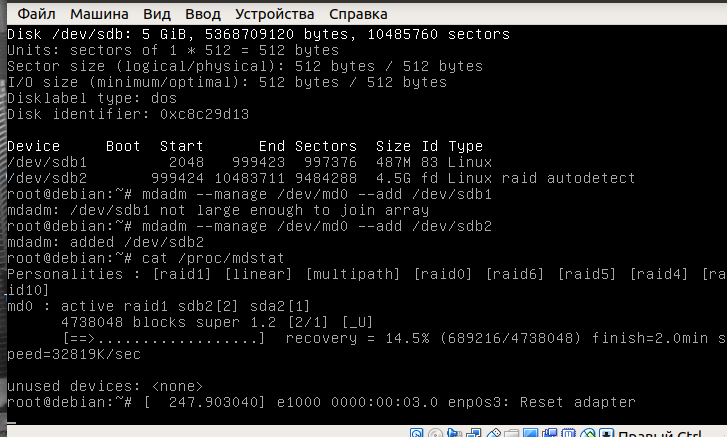 Файл Машина Вид Ввод Устройства Справка
Disk /dev/sdb: 5 GiB, 5368709120 bytes, 10485760 sectors
Units: sectors of 1 * 512 = 512 bytes
Sector size (logical/physical): 512 bytes / 512 bytes
I/O size (minimum/optimal): 512 bytes / 512 bytes
Disklabel type: dos
Disk identifier: 0xc8c29d13
Device Boot Start End Sectors Size Id Type
/dev/sdb1 2048 999423 997376 487M 83 Linux
/dev/sdb2 999424 10483711 9484288 4.5G fd Linux raid autodetect
root@debian:~# mdadm --manage /dev/md0 --add /dev/sdb1
mdadm: /dev/sdb1 not large enough to join array
root@debian:~# mdadm --manage /dev/md0 --add /dev/sdb2
mdadm: added /dev/sdb2
root@debian:~# cat /proc/mdstat
Personalities : [raid1] [linear] [multipath] [raid0] [raid6] [raid5] [raid4] [ra
id10]
md0 : active raid1 sdb2[2] sda2[1]
4738048 blocks super 1.2 [2/1] [_U]
[==>..................] recovery = 14.5% (689216/4738048) finish=2.0min s
peed=32819K/sec
unused devices: <none>
root@debian:~# [ 247.903040] e1000 0000:00:03.0 enp0s3: Reset adapter
Правый Ctrl